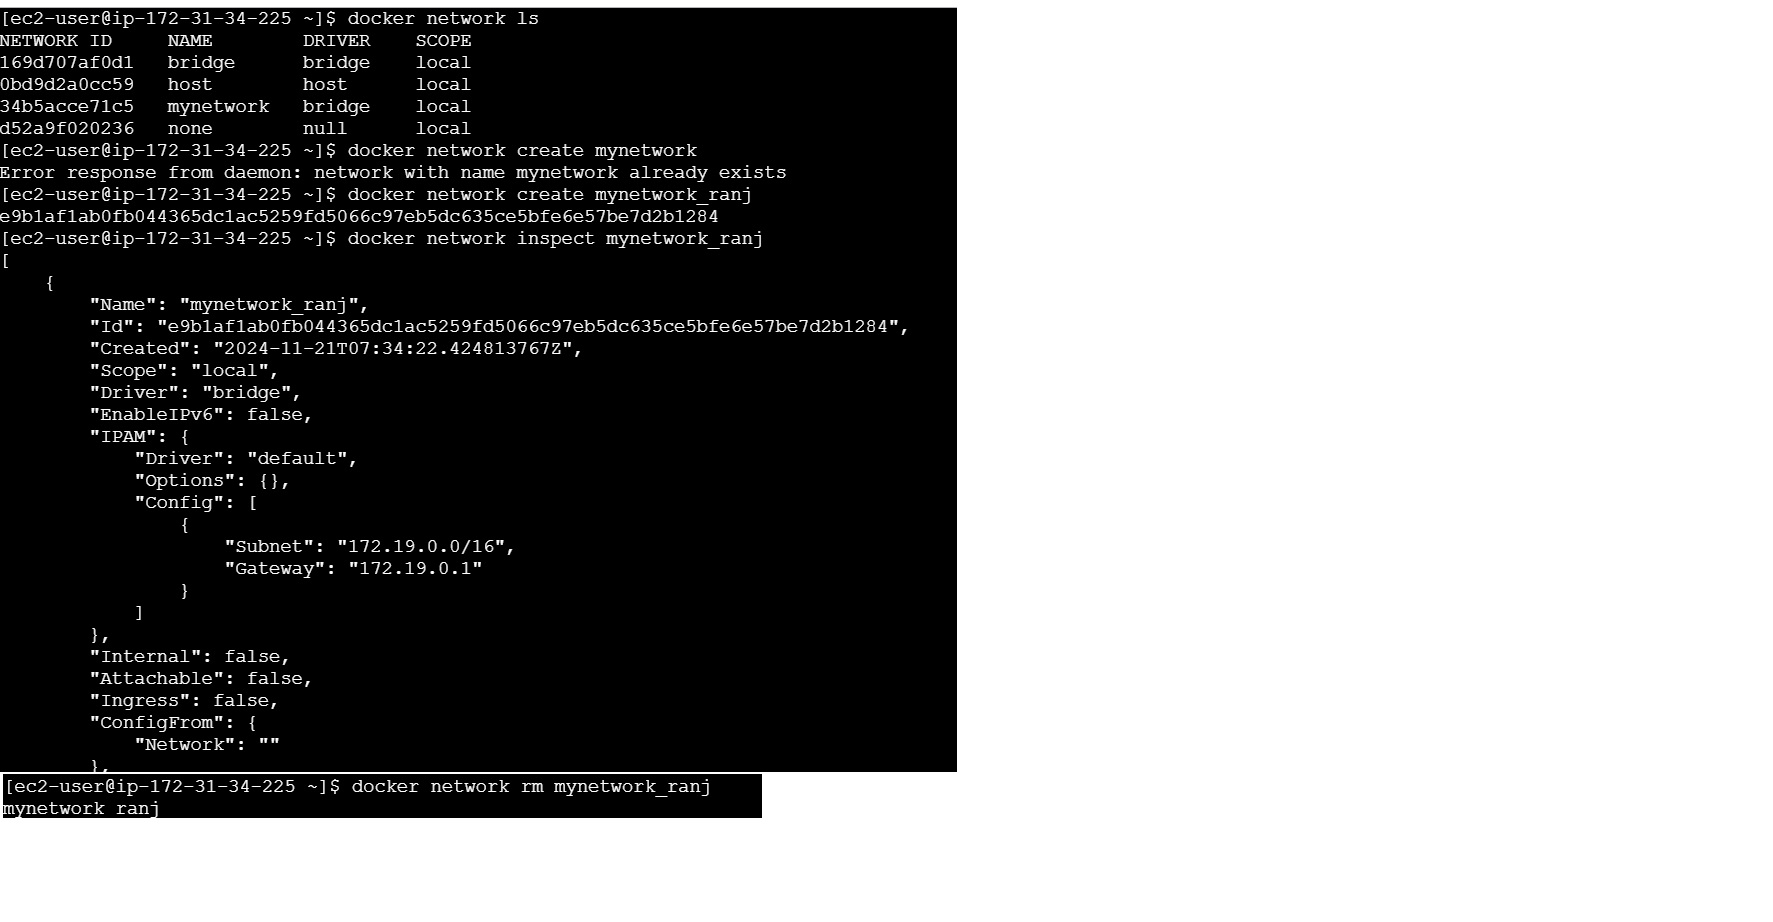 [ec2-user@ip-172-31-34-225 ~]$ docker network ls
NETWORK ID     NAME        DRIVER    SCOPE
169d707af0d1   bridge      bridge    local
0bd9d2a0cc59   host        host      local
34b5acce71c5   mynetwork   bridge    local
d52a9f020236   none        null      local
[ec2-user@ip-172-31-34-225 ~]$ docker network create mynetwork
Error response from daemon: network with name mynetwork already exists
[ec2-user@ip-172-31-34-225 ~]$ docker network create mynetwork_ranj
e9b1af1ab0fb044365dc1ac5259fd5066c97eb5dc635ce5bfe6e57be7d2b1284
[ec2-user@ip-172-31-34-225 ~]$ docker network inspect mynetwork_ranj
[
    {
        "Name": "mynetwork_ranj",
        "Id": "e9b1af1ab0fb044365dc1ac5259fd5066c97eb5dc635ce5bfe6e57be7d2b1284",
        "Created": "2024-11-21T07:34:22.424813767Z",
        "Scope": "local",
        "Driver": "bridge",
        "EnableIPv6": false,
        "IPAM": {
            "Driver": "default",
            "Options": {},
            "Config": [
                {
                    "Subnet": "172.19.0.0/16",
                    "Gateway": "172.19.0.1"
                }
            ]
        },
        "Internal": false,
        "Attachable": false,
        "Ingress": false,
        "ConfigFrom": {
            "Network": ""
        },
[ec2-user@ip-172-31-34-225 ~]$ docker network rm mynetwork_ranj
mynetwork ranj